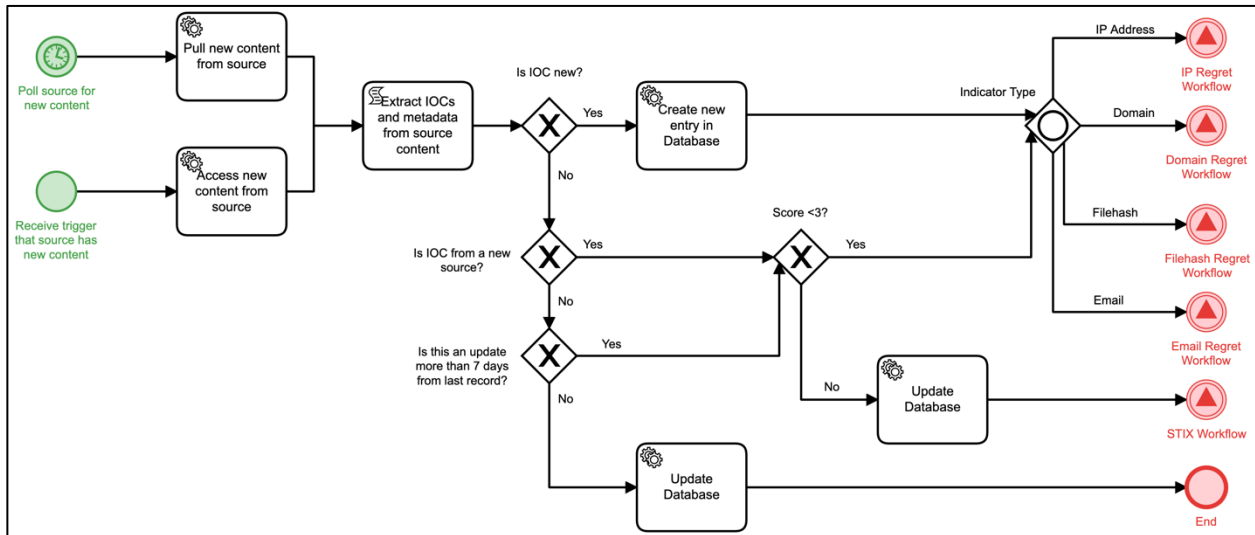 Poll source for
new content
Pull new content
from source
Receive trigger
that source has
new content
Access new
content from
source
Extract IOCs
and metadata
from source
content
Is IOC new?
Yes
No
Create new
entry in
Database
Is IOC from a new
source?
Yes
No
Is this an update
more than 7 days
from last record?
Yes
No
Score <3?
Yes
No
Update
Database
Update
Database
Indicator Type
IP Address
IP Regret
Workflow
Domain
Domain Regret
Workflow
Filehash
Filehash Regret
Workflow
Email
Email Regret
Workflow
STIX Workflow
End